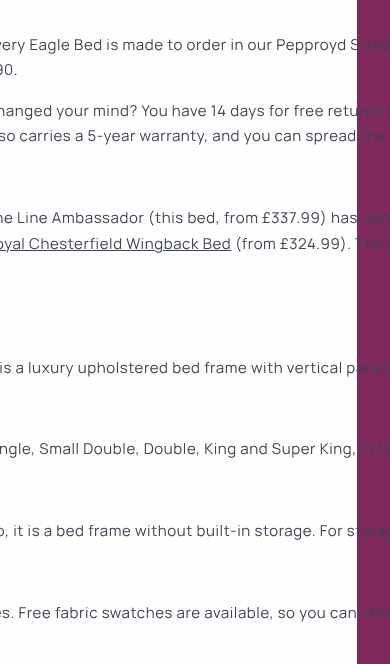 very Eagle Bed is made to order in our Pepproyd S
90.
hanged your mind? You have 14 days for free retu
so carries a 5-year warranty, and you can spread
ne Line Ambassador (this bed, from £337.99) has
oyal Chesterfield Wingback Bed (from £324.99).
is a luxury upholstered bed frame with vertical pa
ngle, Small Double, Double, King and Super King,
o, it is a bed frame without built-in storage. For st
es. Free fabric swatches are available, so you can